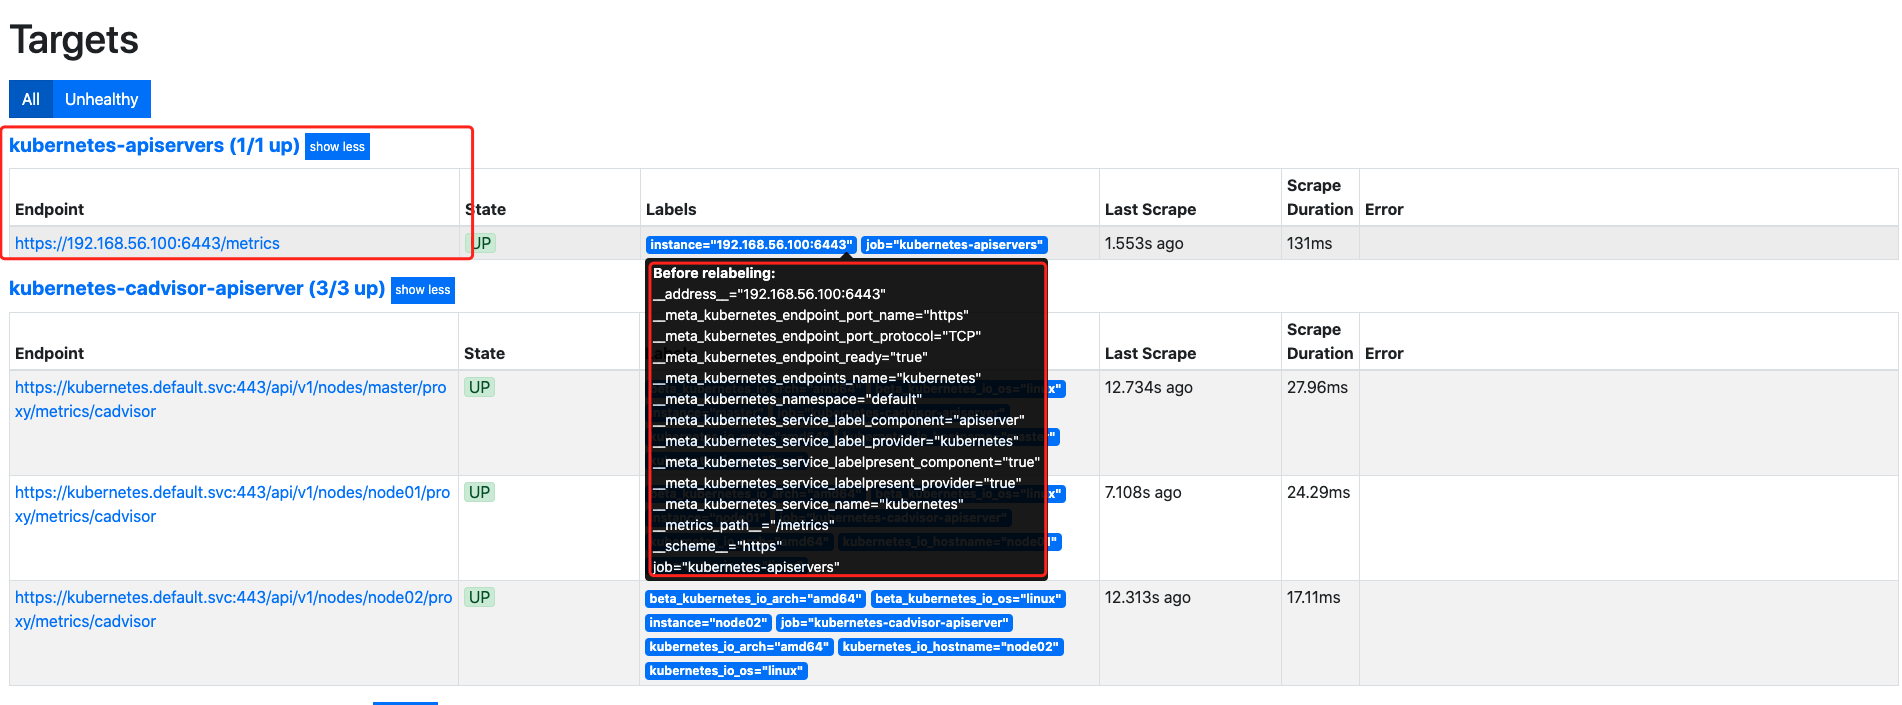 Targets
All Unhealthy
kubernetes-apiservers (1/1 up) show less
Endpoint State Labels Last Scrape Scrape Duration Error
https://192.168.56.100:6443/metrics UP instance="192.168.56.100:6443" job="kubernetes-apiservers" 1.553s ago 131ms
Before relabeling:
__address__="192.168.56.100:6443"
__meta_kubernetes_endpoint_port_name="https"
__meta_kubernetes_endpoint_port_protocol="TCP"
__meta_kubernetes_endpoint_ready="true"
__meta_kubernetes_endpoints_name="kubernetes"
__meta_kubernetes_namespace="default"
__meta_kubernetes_service_label_component="apiserver"
__meta_kubernetes_service_label_provider="kubernetes"
__meta_kubernetes_service_labelpresent_component="true"
__meta_kubernetes_service_labelpresent_provider="true"
__meta_kubernetes_service_name="kubernetes"
__metrics_path__="/metrics"
__scheme__="https"
job="kubernetes-apiservers"
kubernetes-cadvisor-apiserver (3/3 up) show less
Endpoint State Last Scrape Scrape Duration Error
https://kubernetes.default.svc:443/api/v1/nodes/master/pro UP 12.734s ago 27.96ms
xy/metrics/cadvisor
https://kubernetes.default.svc:443/api/v1/nodes/node01/pro UP 7.108s ago 24.29ms
xy/metrics/cadvisor
https://kubernetes.default.svc:443/api/v1/nodes/node02/pro UP beta_kubernetes_io_arch="amd64" beta_kubernetes_io_os="linux" 12.313s ago 17.11ms
xy/metrics/cadvisor instance="node02" job="kubernetes-cadvisor-apiserver"
kubernetes_io_arch="amd64" kubernetes_io_hostname="node02"
kubernetes_io_os="linux"